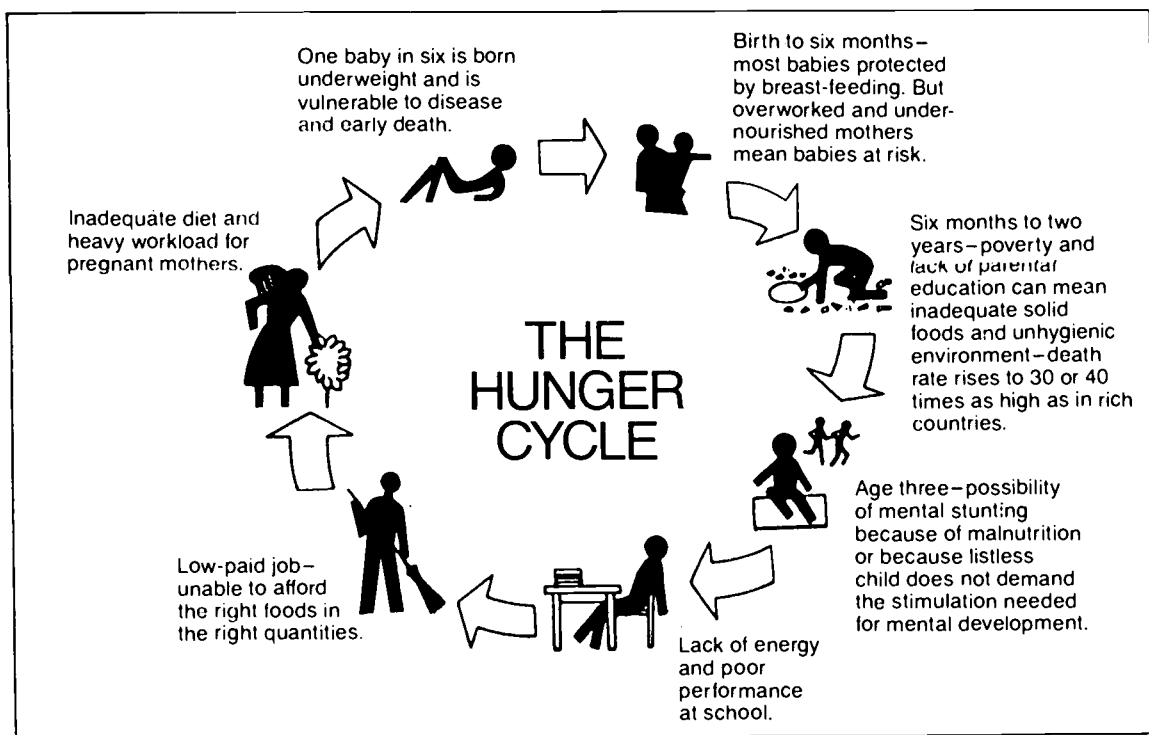 One baby in six is born
underweight and is
vulnerable to disease
and early death.
Birth to six months–
most babies protected
by breast-feeding. But
overworked and under-
nourished mothers
mean babies at risk.
Inadequate diet and
heavy workload for
pregnant mothers.
Six months to two
years–poverty and
lack of parental
education can mean
inadequate solid
foods and unhygienic
environment–death
rate rises to 30 or 40
times as high as in rich
countries.
THE
HUNGER
CYCLE
Age three–possibility
of mental stunting
because of malnutrition
or because listless
child does not demand
the stimulation needed
for mental development.
Low-paid job–
unable to afford
the right foods in
the right quantities.
Lack of energy
and poor
performance
at school.